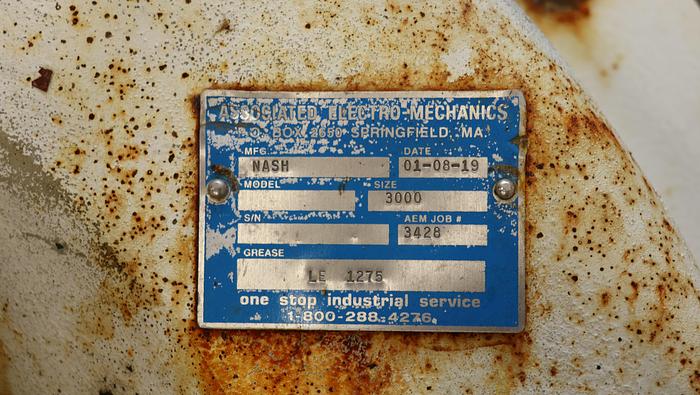 ASSOCIATED ELECTRO-MECHANICS
P.O. BOX 2650 SPRINGFIELD, MA.
MFG. DATE
NASH 01-08-19
MODEL SIZE
3000
S/N AEM JOB #
3428
GREASE
LE 1275
one stop industrial service
1-800-288-4276